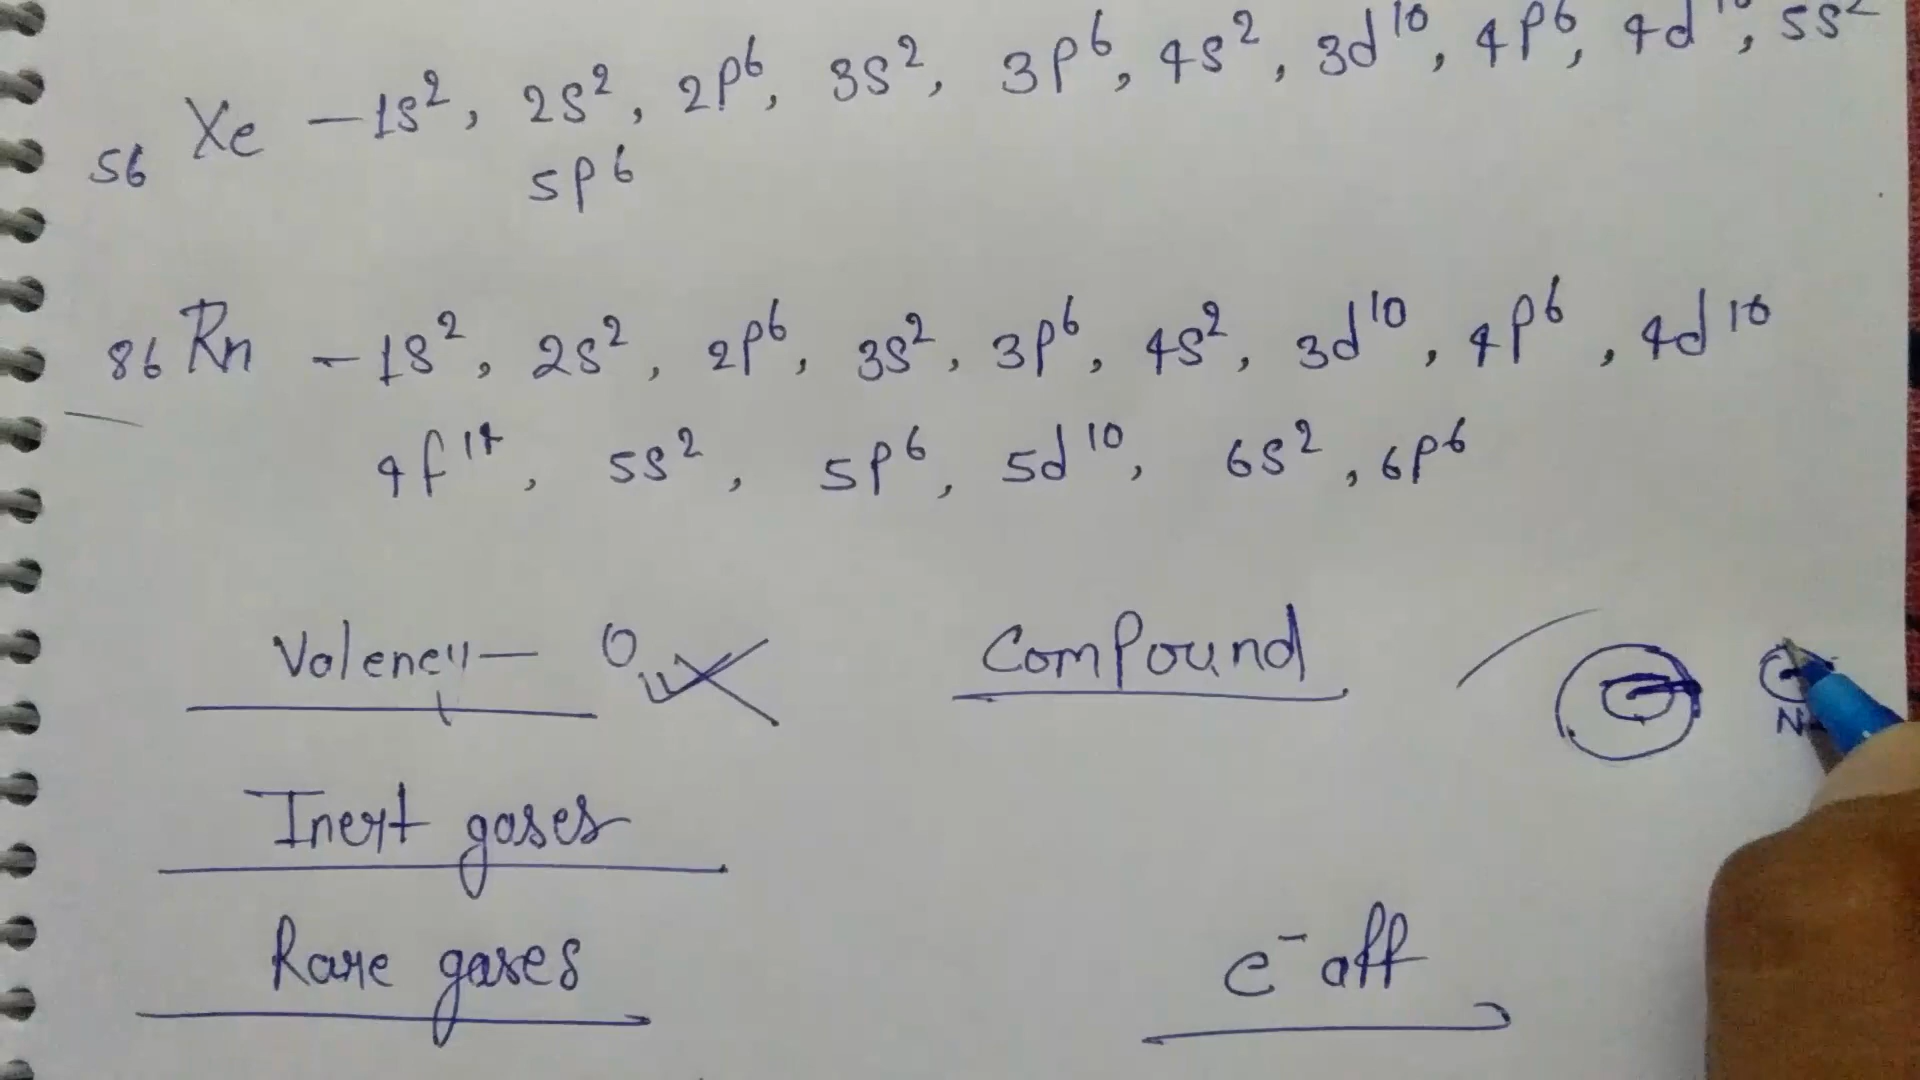 56 Xe – 1s², 2s², 2p⁶, 3s², 3p⁶, 4s², 3d¹⁰, 4p⁶, 4d¹⁰, 5s²
5p⁶
86 Rn – 1s², 2s², 2p⁶, 3s², 3p⁶, 4s², 3d¹⁰, 4p⁶, 4d¹⁰
4f¹⁴, 5s², 5p⁶, 5d¹⁰, 6s², 6p⁶
Valency – 0 Compound
N
Inert gases
Rare gases e⁻ aff